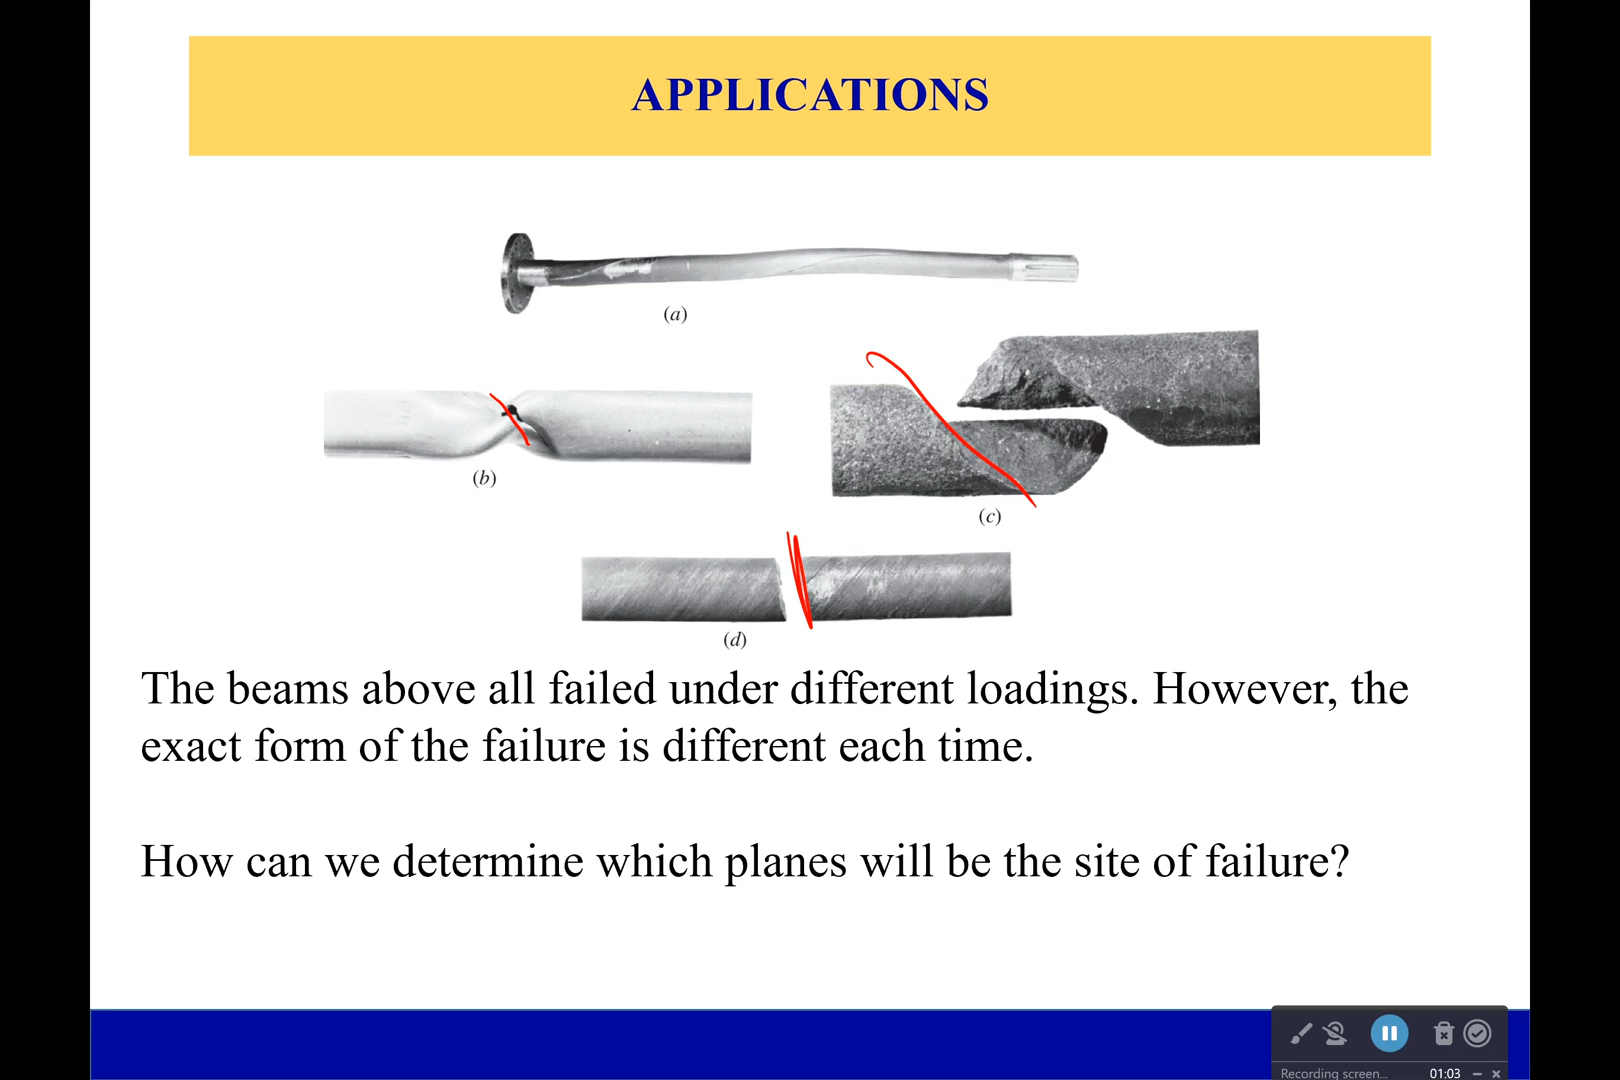 APPLICATIONS
(a)
(b)
(c)
(d)
The beams above all failed under different loadings. However, the
exact form of the failure is different each time.
How can we determine which planes will be the site of failure?
Recording screen... 01:03